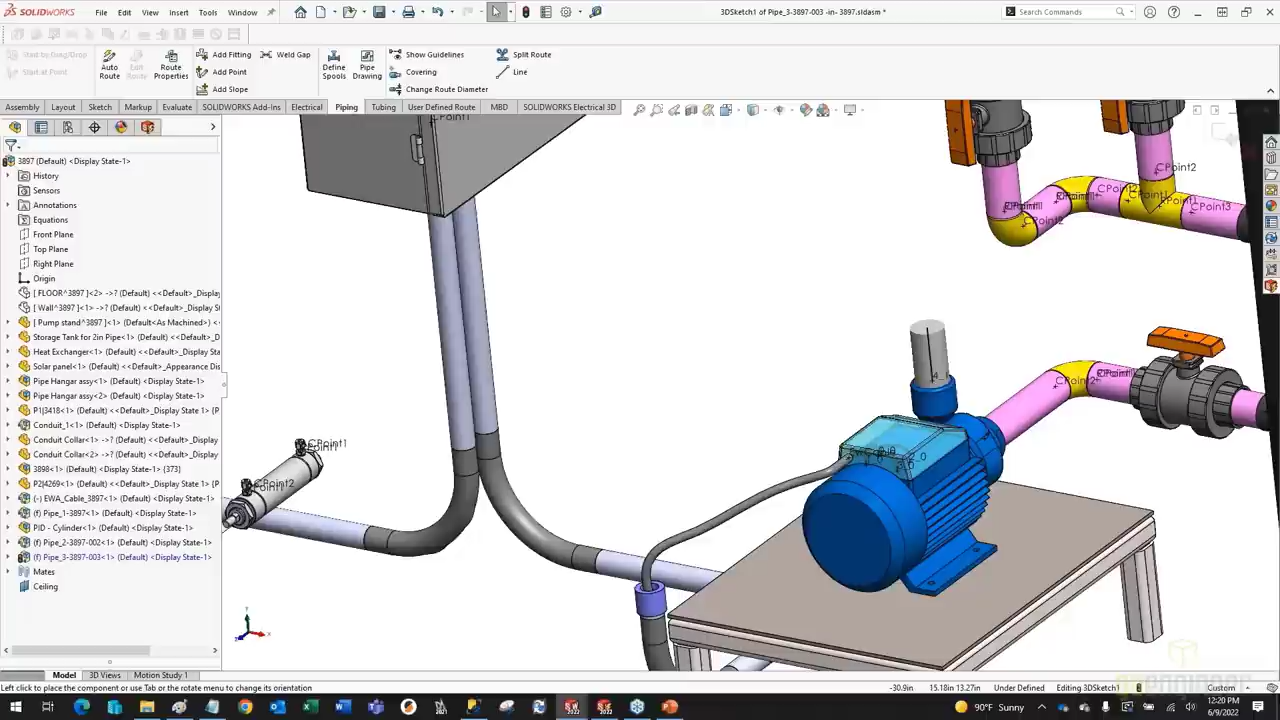 SOLIDWORKS
File
Edit
View
Insert
Tools
Window
3DSketch1 of Pipe_3-3897-003 -in- 3897.sldasm *
Search Commands
Start by Drag/Drop
Start at Point
Auto Route
Edit Route
Route Properties
Add Fitting
Weld Gap
Add Point
Add Slope
Define Spools
Pipe Drawing
Show Guidelines
Split Route
Covering
Line
Change Route Diameter
Assembly
Layout
Sketch
Markup
Evaluate
SOLIDWORKS Add-Ins
Electrical
Piping
Tubing
User Defined Route
MBD
SOLIDWORKS Electrical 3D
3897 (Default) <Display State-1>
History
Sensors
Annotations
Equations
Front Plane
Top Plane
Right Plane
Origin
[ FLOOR^3897 ]<2> ->? (Default) <<Default>_Display
[ Wall^3897 ]<1> ->? (Default) <<Default>_Display St
[ Pump stand^3897 ]<1> (Default<As Machined>) <
Storage Tank for 2in Pipe<1> (Default) <<Default>
Heat Exchanger<1> (Default) <<Default>_Display Sta
Solar panel<1> (Default) <<Default>_Appearance Dis
Pipe Hangar assy<1> (Default) <Display State-1>
Pipe Hangar assy<2> (Default) <Display State-1>
P1|3418<1> (Default) <<Default>_Display State 1> {P
Conduit_1<1> (Default) <Display State-1>
Conduit Collar<1> -> (Default) <<Default>_Display S
Conduit Collar<2> -> (Default) <<Default>_Display S
3898<1> (Default) <Display State-1> {373}
P2|4269<1> (Default) <<Default>_Display State 1> {P
(-) EWA_Cable_3897<1> (Default) <Display State-1>
(f) Pipe_1-3897<1> (Default) <Display State-1>
PID - Cylinder<1> (Default) <Display State-1>
(f) Pipe_2-3897-002<1> (Default) <Display State-1>
(f) Pipe_3-3897-003<1> (Default) <Display State-1>
Mates
Ceiling
CPoint1
CPoint2
CPoint1
CPoint2
CPoint1
CPoint3
CPoint2
CPoint1
Point1
CPoint2
Point1
CPoint2
Model
3D Views
Motion Study 1
Left click to place the component or use Tab or the rotate menu to change its orientation
-30.9in
15.18in 13.27in
Under Defined
Editing 3DSketch1
Custom
90°F Sunny
12:20 PM
6/9/2022